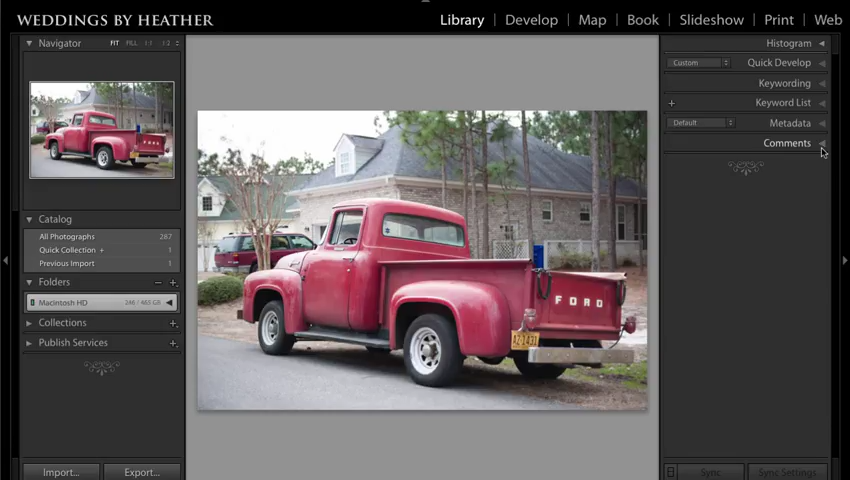 WEDDINGS BY HEATHER
Library | Develop | Map | Book | Slideshow | Print | Web
Navigator FIT FILL 1:1
Histogram
Custom Quick Develop
Keywording
+ Keyword List
Default Metadata
Comments
Catalog
All Photographs 287
Quick Collection + 1
Previous Import 1
Folders − +
Macintosh HD
Collections +
Publish Services +
FORD
Import... Export...
Sync Sync Settings